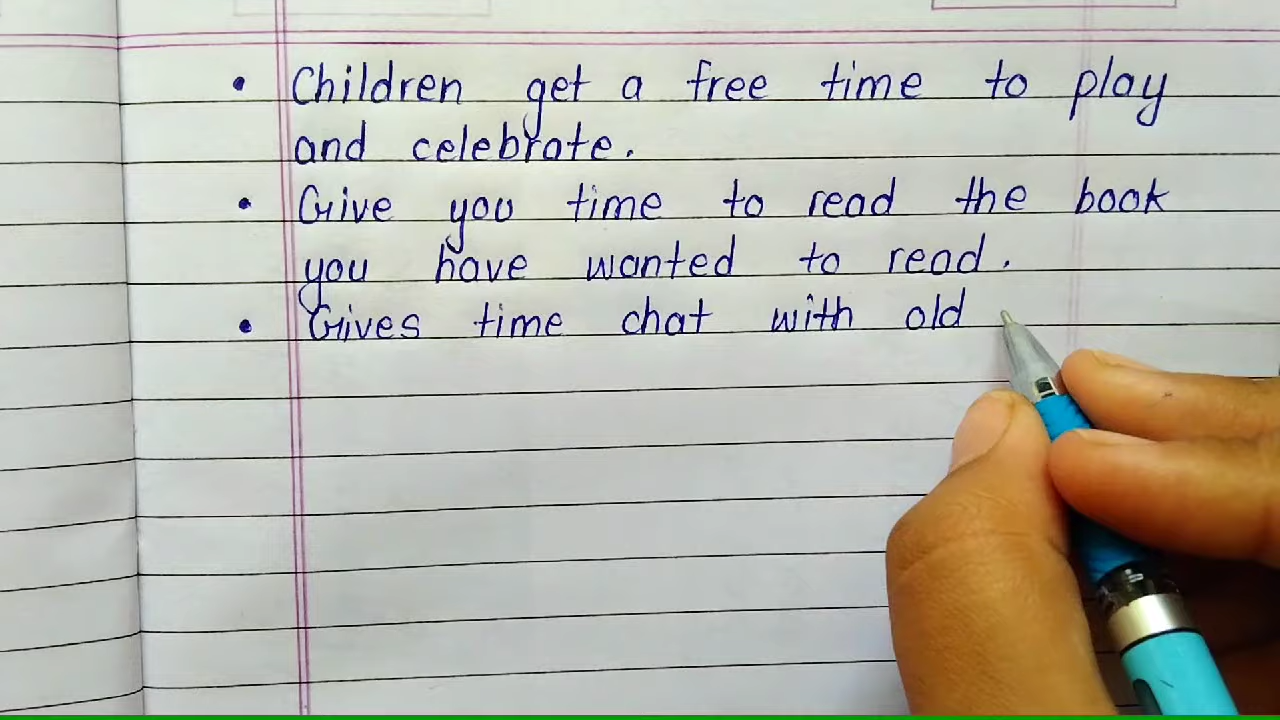 • Children get a free time to play
and celebrate.
• Give you time to read the book
you have wanted to read.
• Gives time chat with old